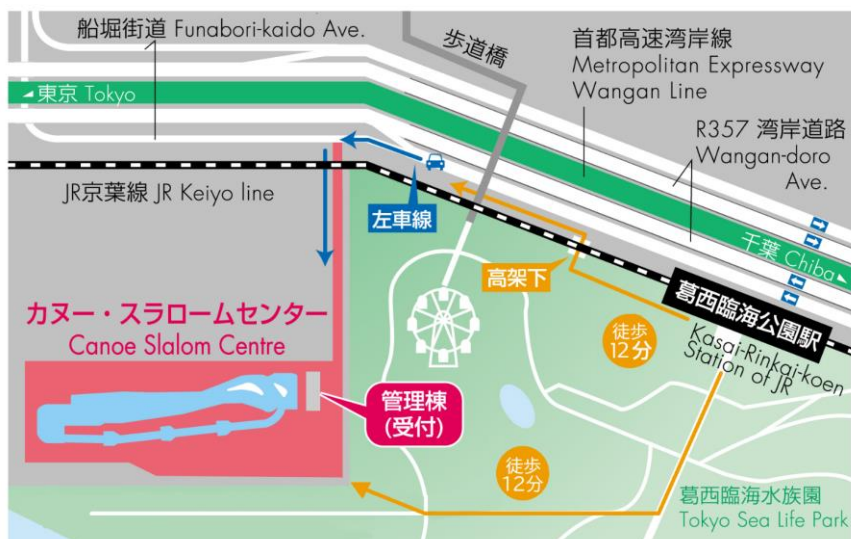 船堀街道 Funabori-kaido Ave.
歩道橋
首都高速湾岸線
Metropolitan Expressway
Wangan Line
東京 Tokyo
R357 湾岸道路
Wangan-doro
Ave.
JR京葉線 JR Keiyo line
左車線
高架下
千葉 Chiba
葛西臨海公園駅
Kasai-Rinkai-koen
Station of JR
徒歩
12分
カヌー・スラロームセンター
Canoe Slalom Centre
管理棟
(受付)
徒歩
12分
葛西臨海水族園
Tokyo Sea Life Park